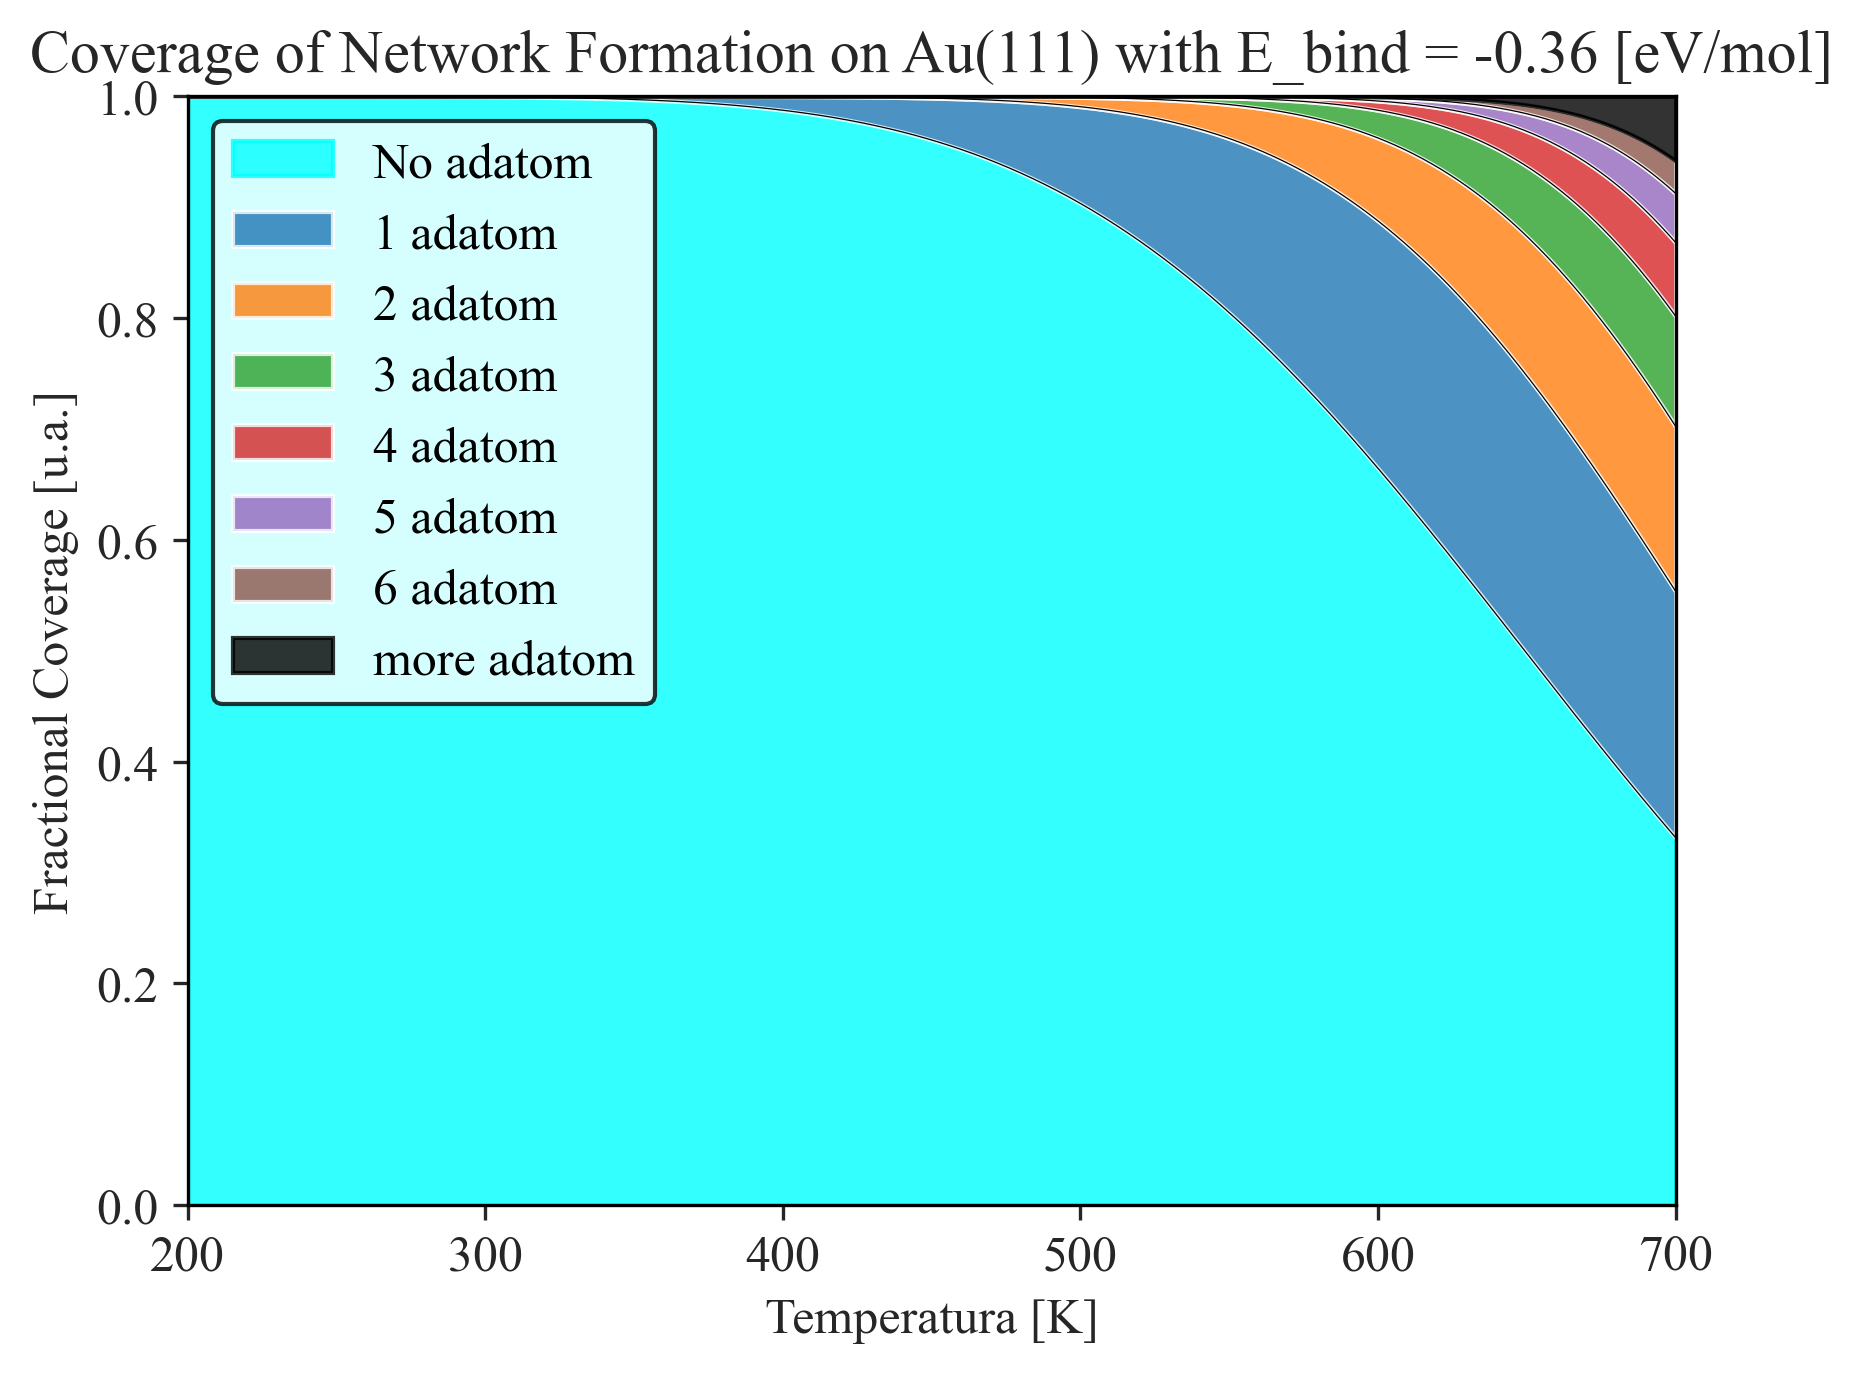 Coverage of Network Formation on Au(111) with E_bind = -0.36 [eV/mol]
1.0
0.8
0.6
0.4
0.2
0.0
Fractional Coverage [u.a.]
No adatom
1 adatom
2 adatom
3 adatom
4 adatom
5 adatom
6 adatom
more adatom
200 300 400 500 600 700
Temperatura [K]